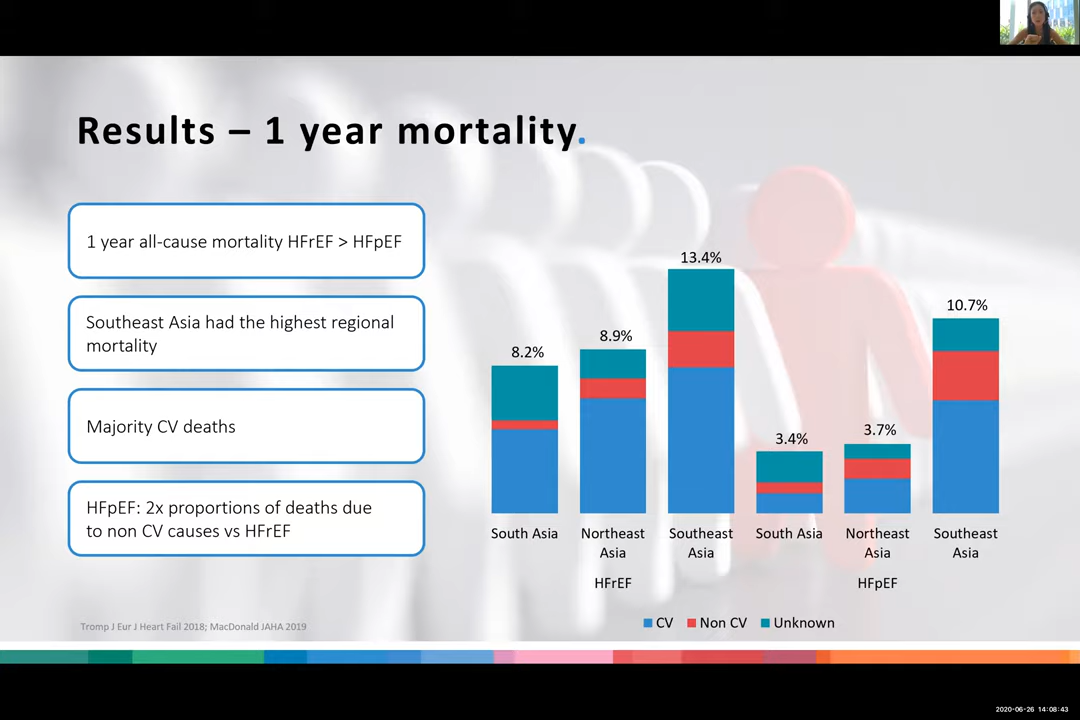 Results – 1 year mortality.
1 year all-cause mortality HFrEF > HFpEF
Southeast Asia had the highest regional
mortality
Majority CV deaths
HFpEF: 2x proportions of deaths due
to non CV causes vs HFrEF
8.2%
8.9%
13.4%
3.4%
3.7%
10.7%
South Asia
Northeast
Asia
Southeast
Asia
South Asia
Northeast
Asia
Southeast
Asia
HFrEF
HFpEF
CV
Non CV
Unknown
Tromp J Eur J Heart Fail 2018; MacDonald JAHA 2019
2020-06-26 14:08:43